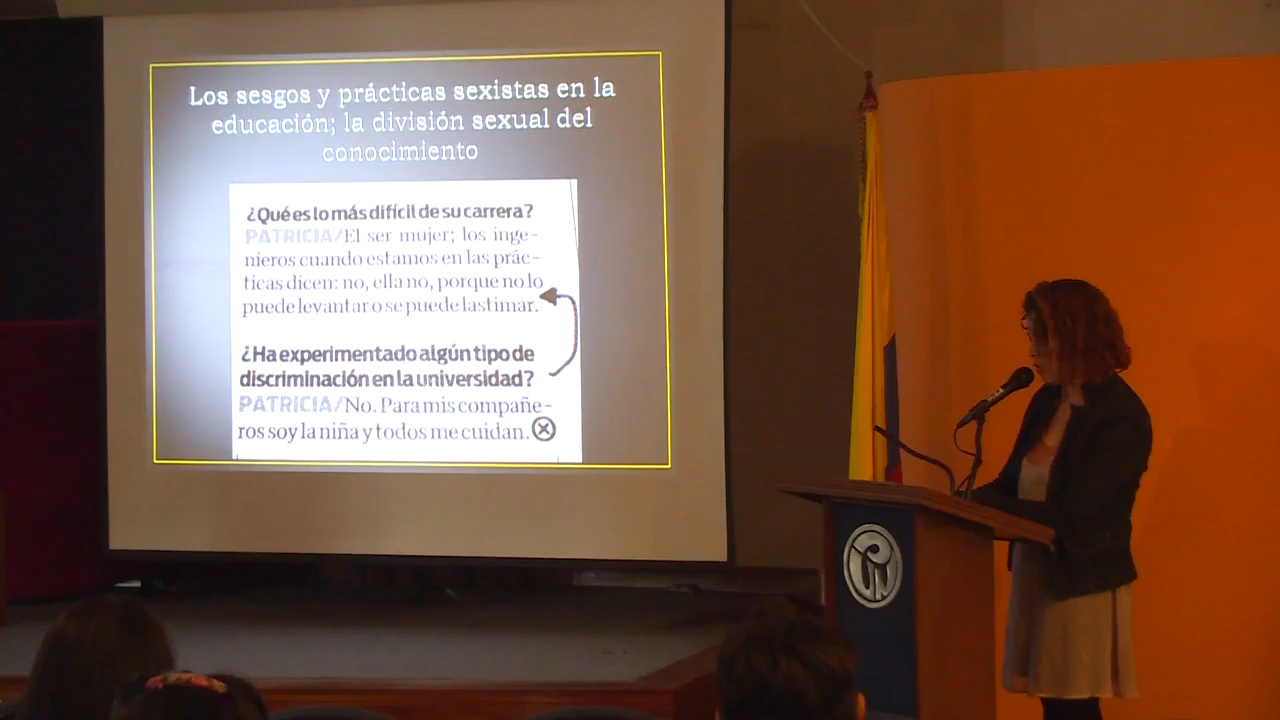 Los sesgos y prácticas sexistas en la
educación; la división sexual del
conocimiento
¿Qué es lo más difícil de su carrera?
PATRICIA/El ser mujer; los inge-
nieros cuando estamos en las prác-
ticas dicen: no, ella no, porque no lo
puede levantar o se puede lastimar.
¿Ha experimentado algún tipo de
discriminación en la universidad?
PATRICIA/No. Para mis compañe-
ros soy la niña y todos me cuidan.